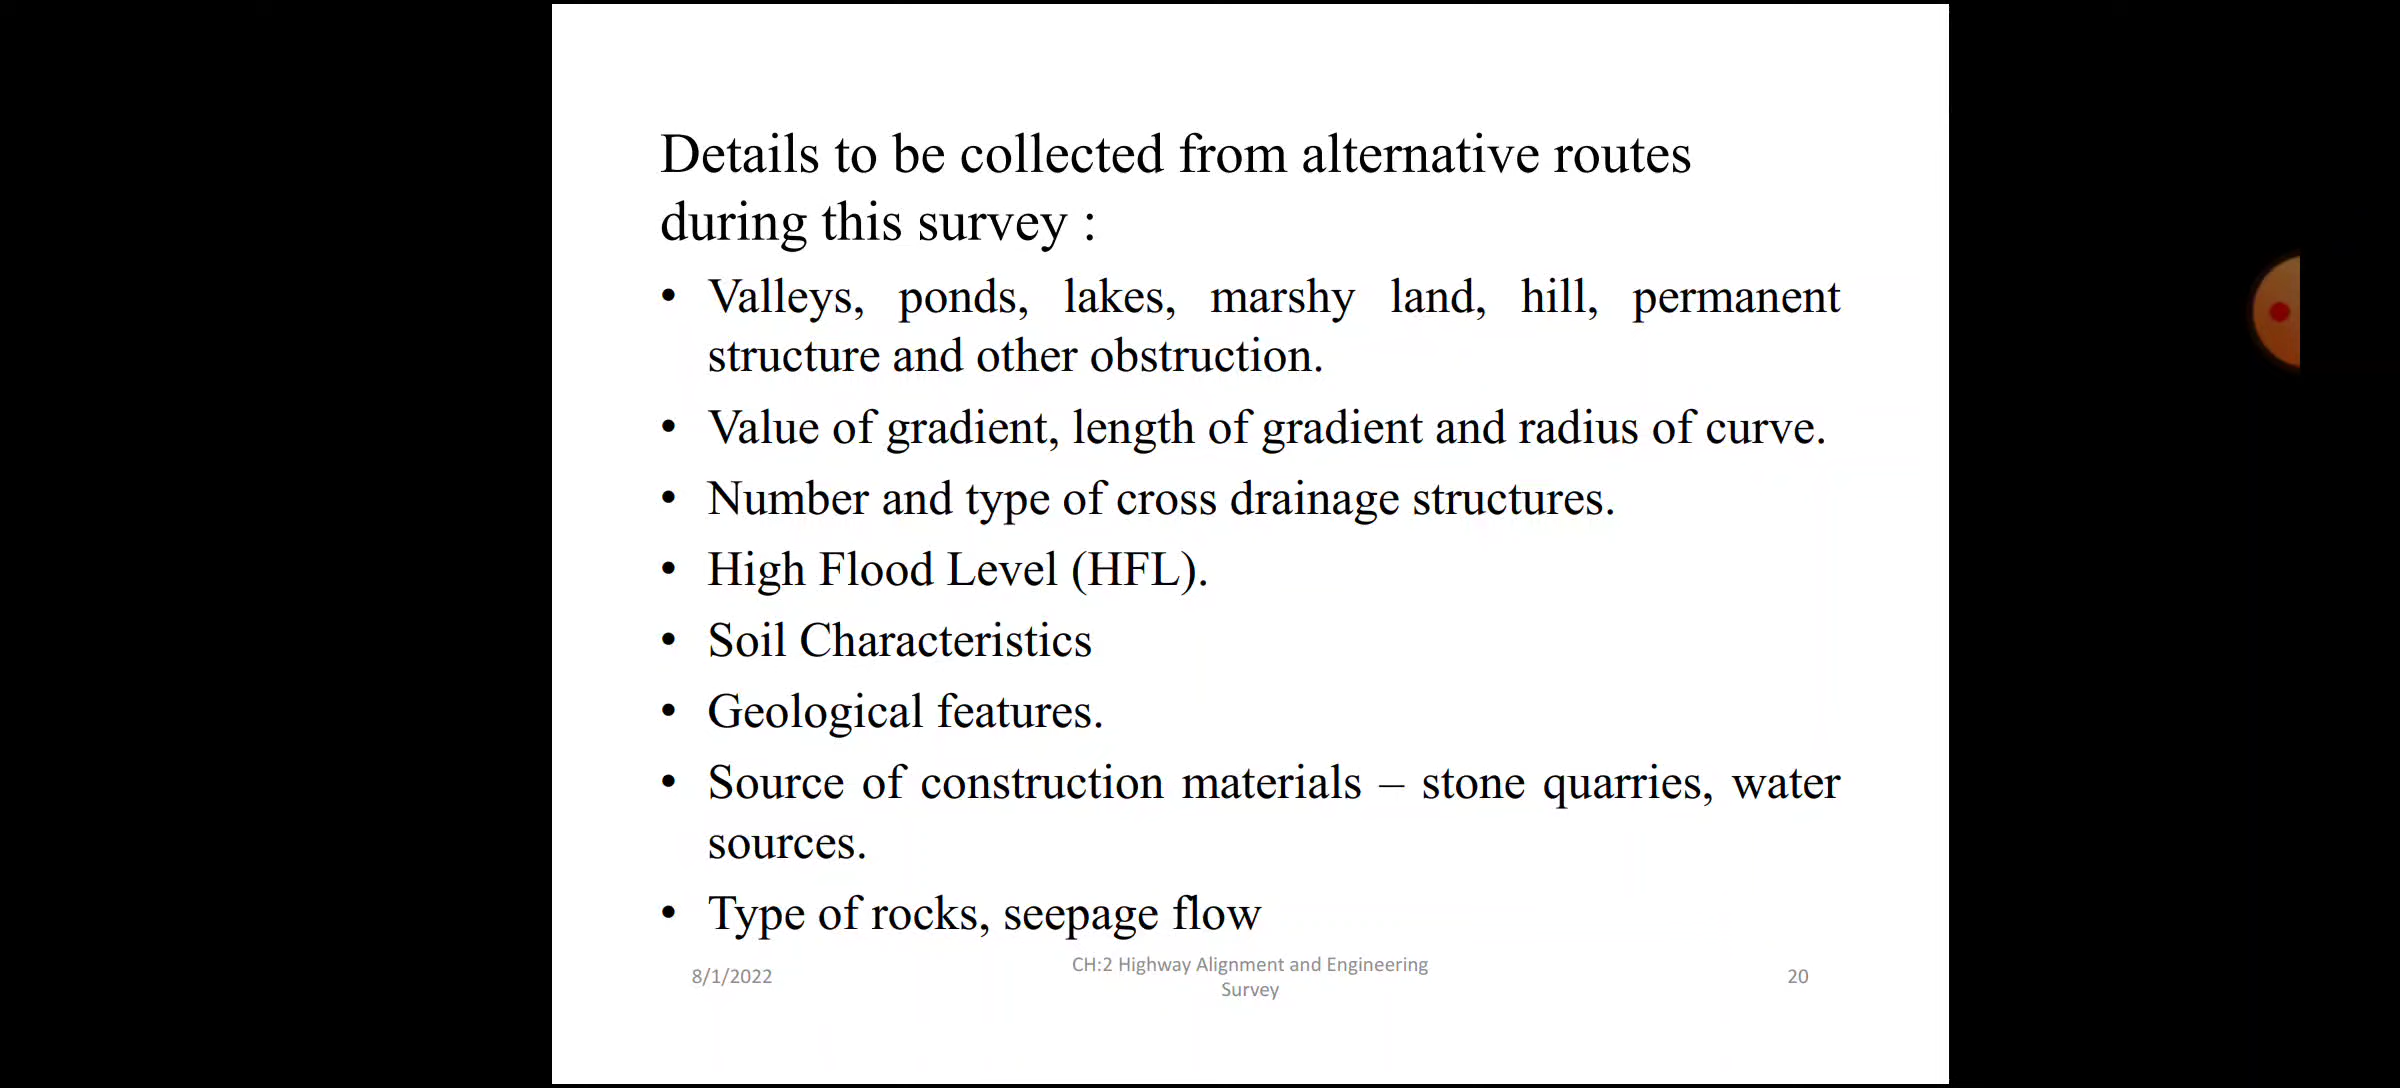 Details to be collected from alternative routes
during this survey :
• Valleys, ponds, lakes, marshy land, hill, permanent
structure and other obstruction.
• Value of gradient, length of gradient and radius of curve.
• Number and type of cross drainage structures.
• High Flood Level (HFL).
• Soil Characteristics
• Geological features.
• Source of construction materials – stone quarries, water
sources.
• Type of rocks, seepage flow
8/1/2022
CH:2 Highway Alignment and Engineering
Survey
20